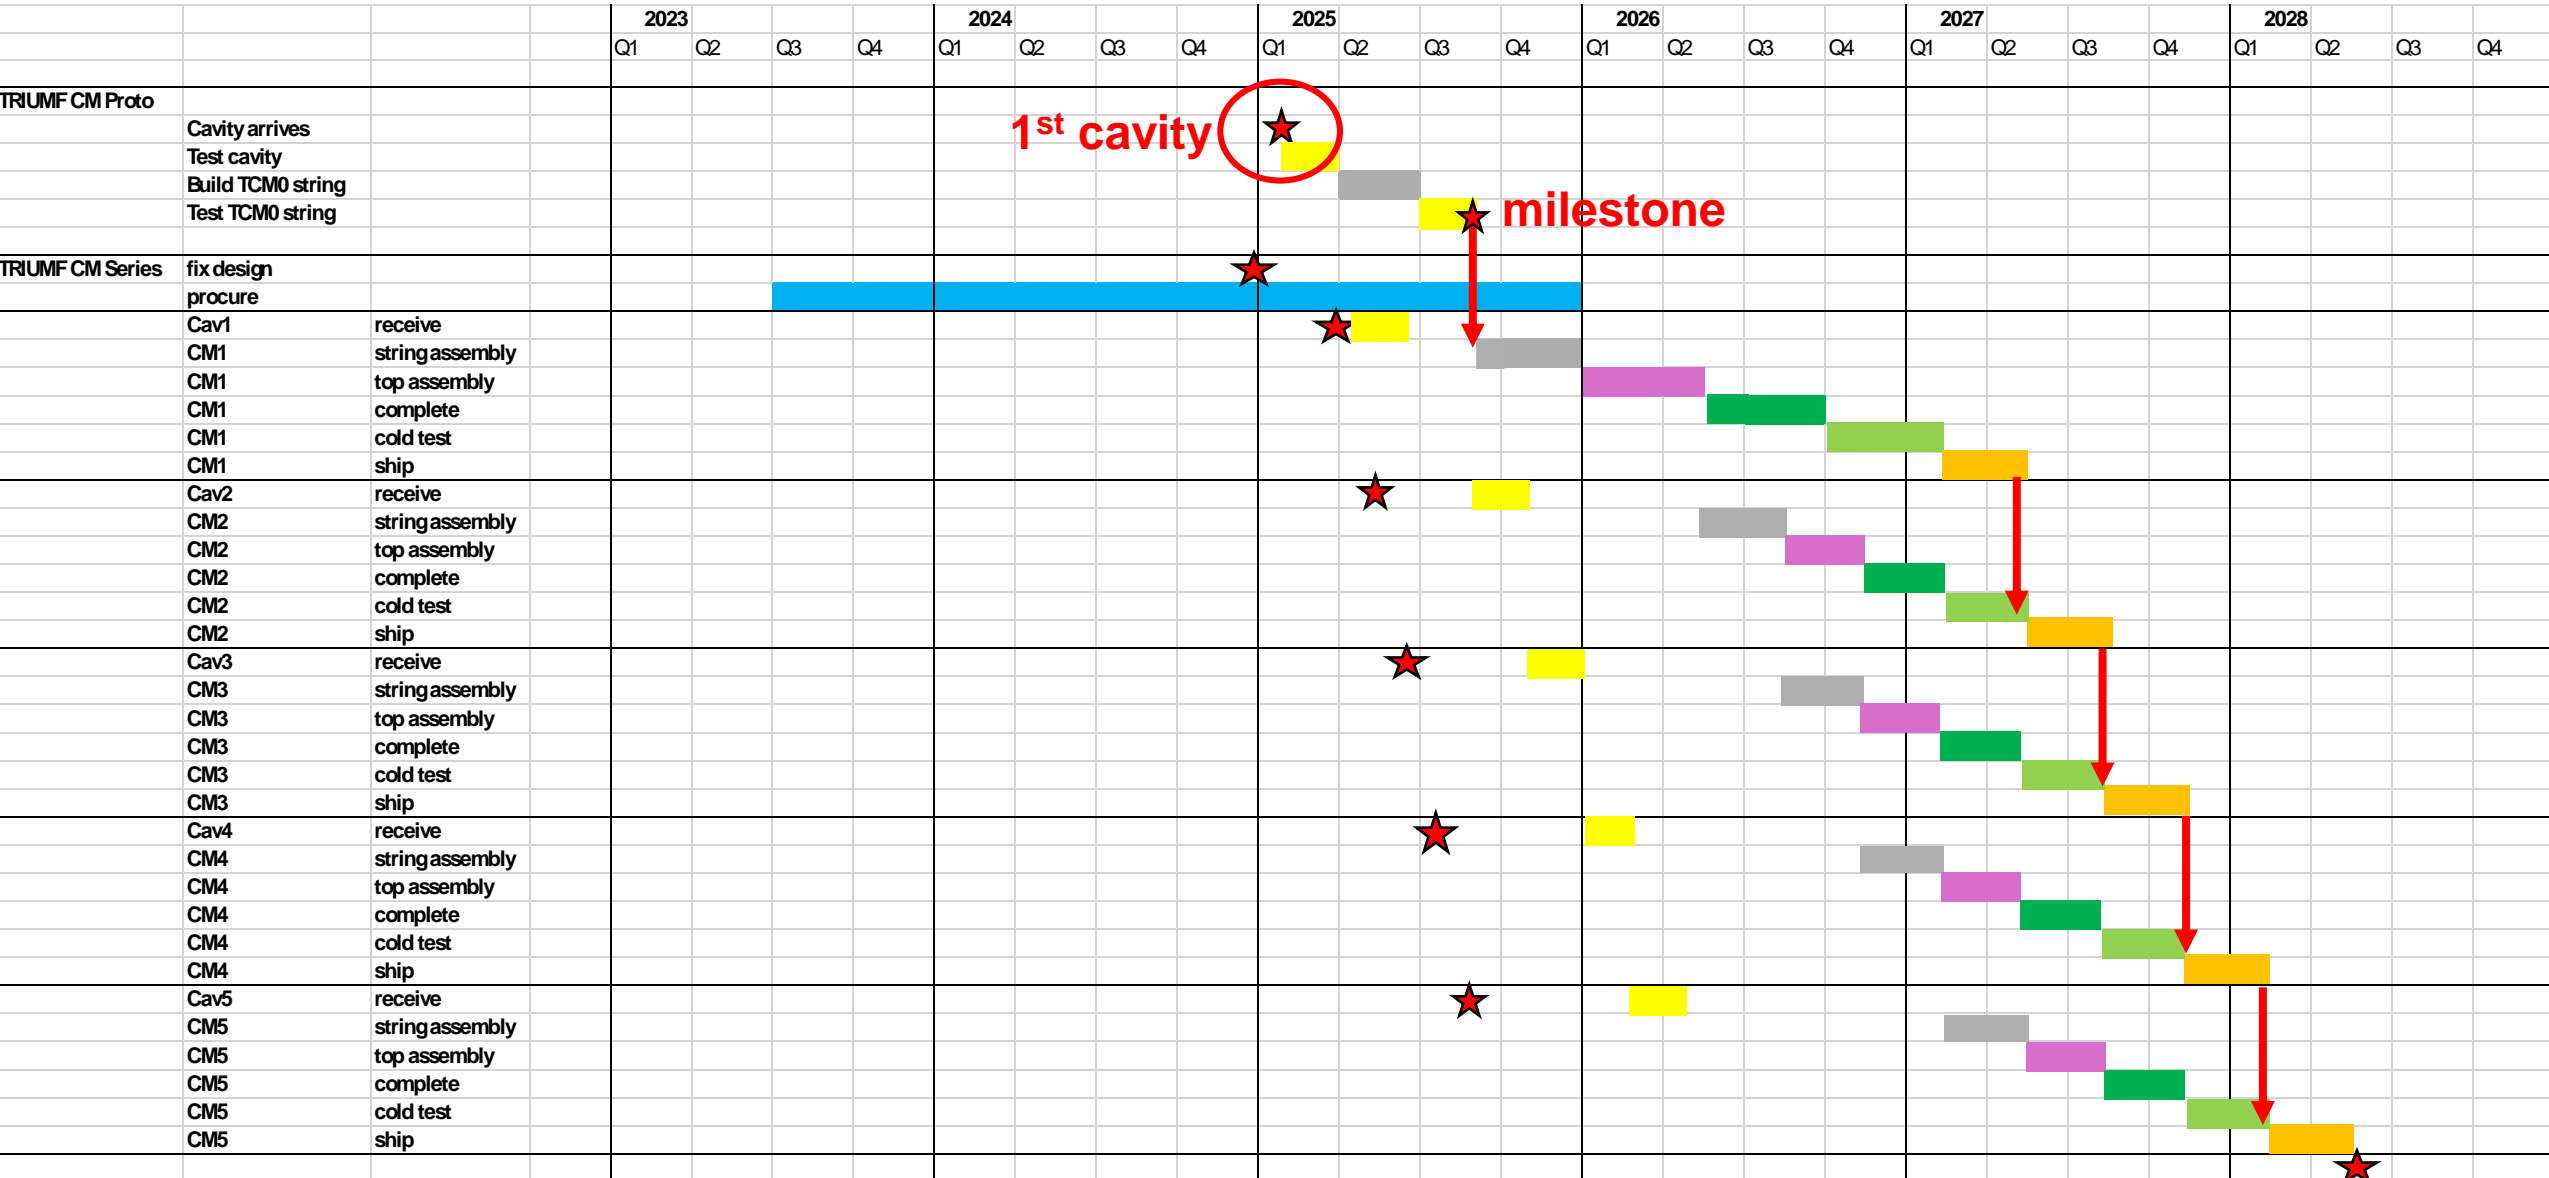 2023 2024 2025 2026 2027 2028
Q1 Q2 Q3 Q4 Q1 Q2 Q3 Q4 Q1 Q2 Q3 Q4 Q1 Q2 Q3 Q4 Q1 Q2 Q3 Q4 Q1 Q2 Q3 Q4
TRIUMF CM Proto
Cavity arrives
1st cavity
Test cavity
Build TCM0 string
Test TCM0 string
milestone
TRIUMF CM Series fix design
procure
Cav1 receive
CM1 string assembly
CM1 top assembly
CM1 complete
CM1 cold test
CM1 ship
Cav2 receive
CM2 string assembly
CM2 top assembly
CM2 complete
CM2 cold test
CM2 ship
Cav3 receive
CM3 string assembly
CM3 top assembly
CM3 complete
CM3 cold test
CM3 ship
Cav4 receive
CM4 string assembly
CM4 top assembly
CM4 complete
CM4 cold test
CM4 ship
Cav5 receive
CM5 string assembly
CM5 top assembly
CM5 complete
CM5 cold test
CM5 ship